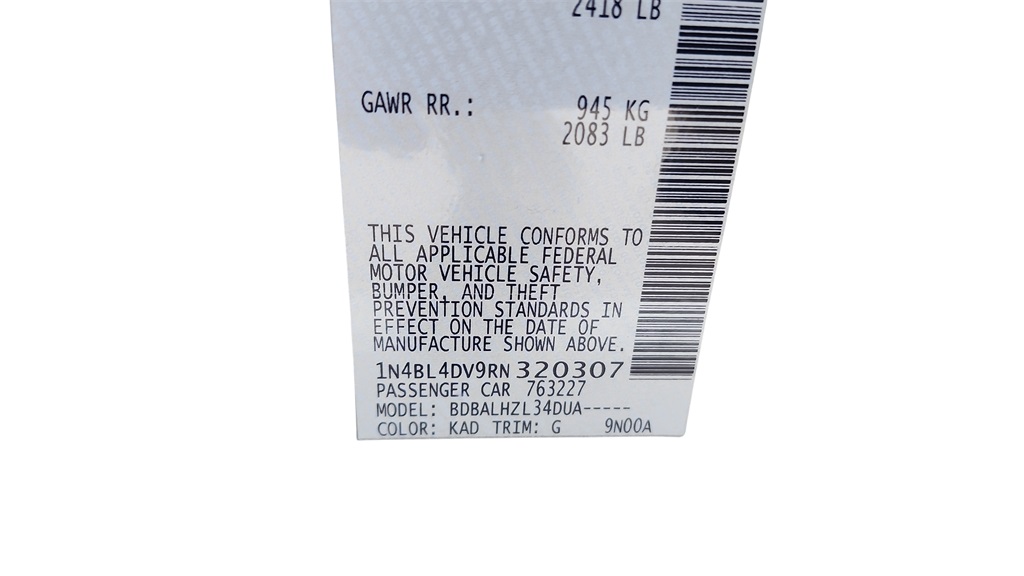 2418 LB
GAWR RR.: 945 KG
2083 LB
THIS VEHICLE CONFORMS TO
ALL APPLICABLE FEDERAL
MOTOR VEHICLE SAFETY,
BUMPER, AND THEFT
PREVENTION STANDARDS IN
EFFECT ON THE DATE OF
MANUFACTURE SHOWN ABOVE.
1N4BL4DV9RN 320307
PASSENGER CAR 763227
MODEL: BDBALHZL34DUA-----
COLOR: KAD TRIM: G 9N00A